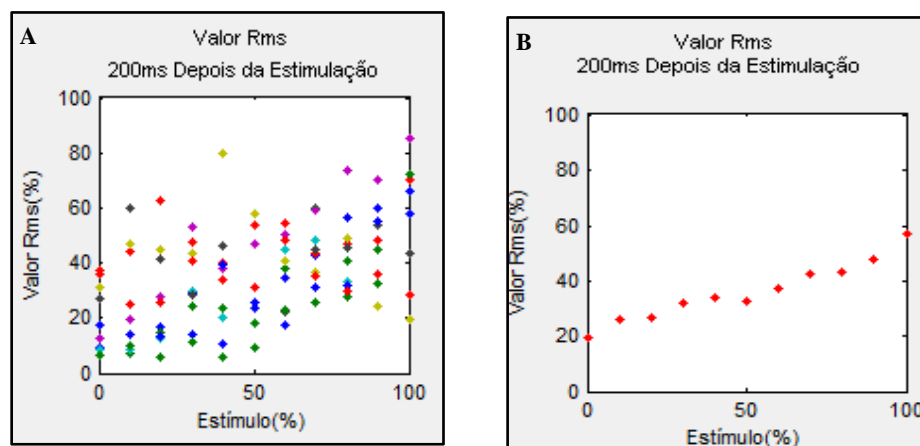 A
Valor Rms
200ms Depois da Estimulação
100
80
60
40
20
0
Valor Rms(%)
0 50 100
Estímulo(%)
B
Valor Rms
200ms Depois da Estimulação
100
80
60
40
20
0
Valor Rms(%)
0 50 100
Estímulo(%)